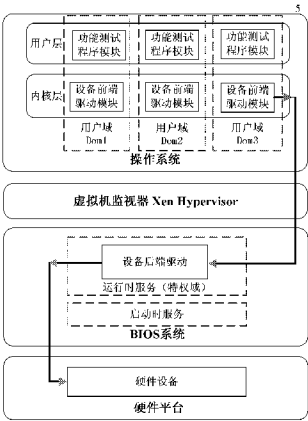 5
用户层
功能测试
程序模块
功能测试
程序模块
功能测试
程序模块
内核层
设备前端
驱动模块
设备前端
驱动模块
设备前端
驱动模块
用户域
Dom1
用户域
Dom2
用户域
Dom3
操作系统
虚拟机监视器 Xen Hypervisor
设备后端驱动
运行时服务（特权域）
启动时服务
BIOS系统
硬件设备
硬件平台